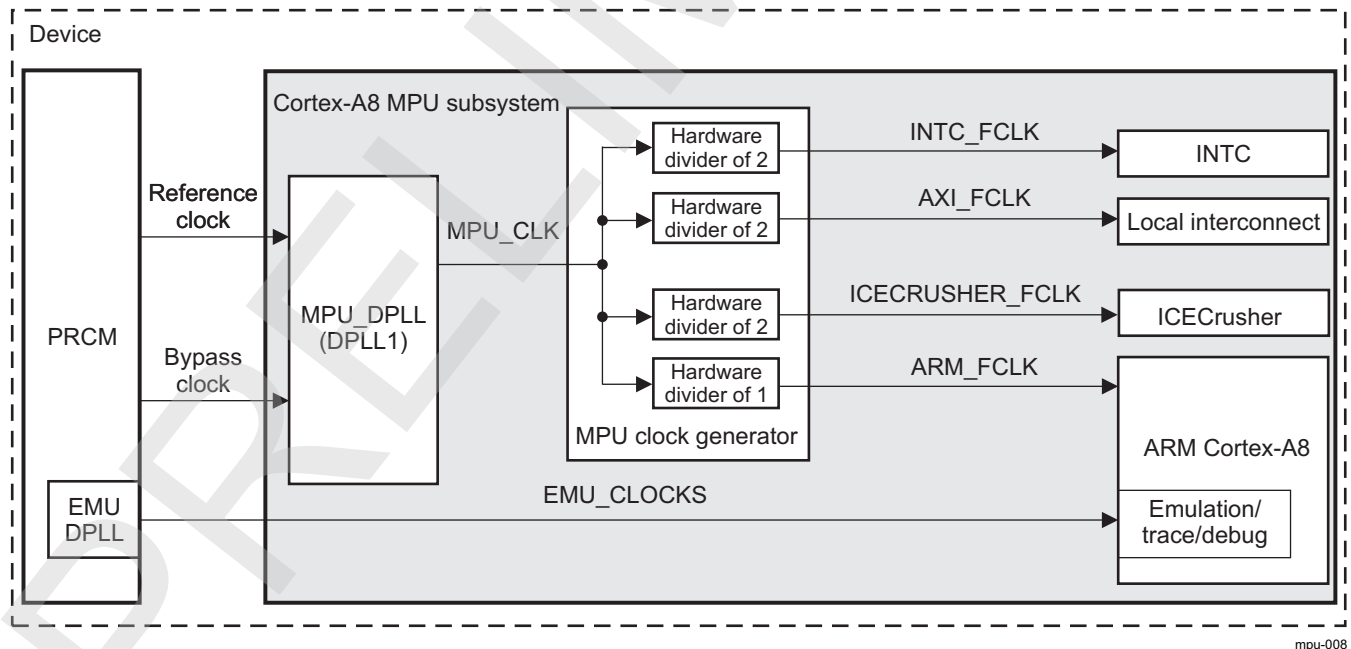 Device
Cortex-A8 MPU subsystem
PRCM
Reference
clock
Bypass
clock
EMU
DPLL
MPU_DPLL
(DPLL1)
MPU_CLK
Hardware
divider of 2
Hardware
divider of 2
Hardware
divider of 2
Hardware
divider of 1
MPU clock generator
INTC_FCLK
AXI_FCLK
ICECRUSHER_FCLK
ARM_FCLK
EMU_CLOCKS
INTC
Local interconnect
ICECrusher
ARM Cortex-A8
Emulation/
trace/debug
mpu-008